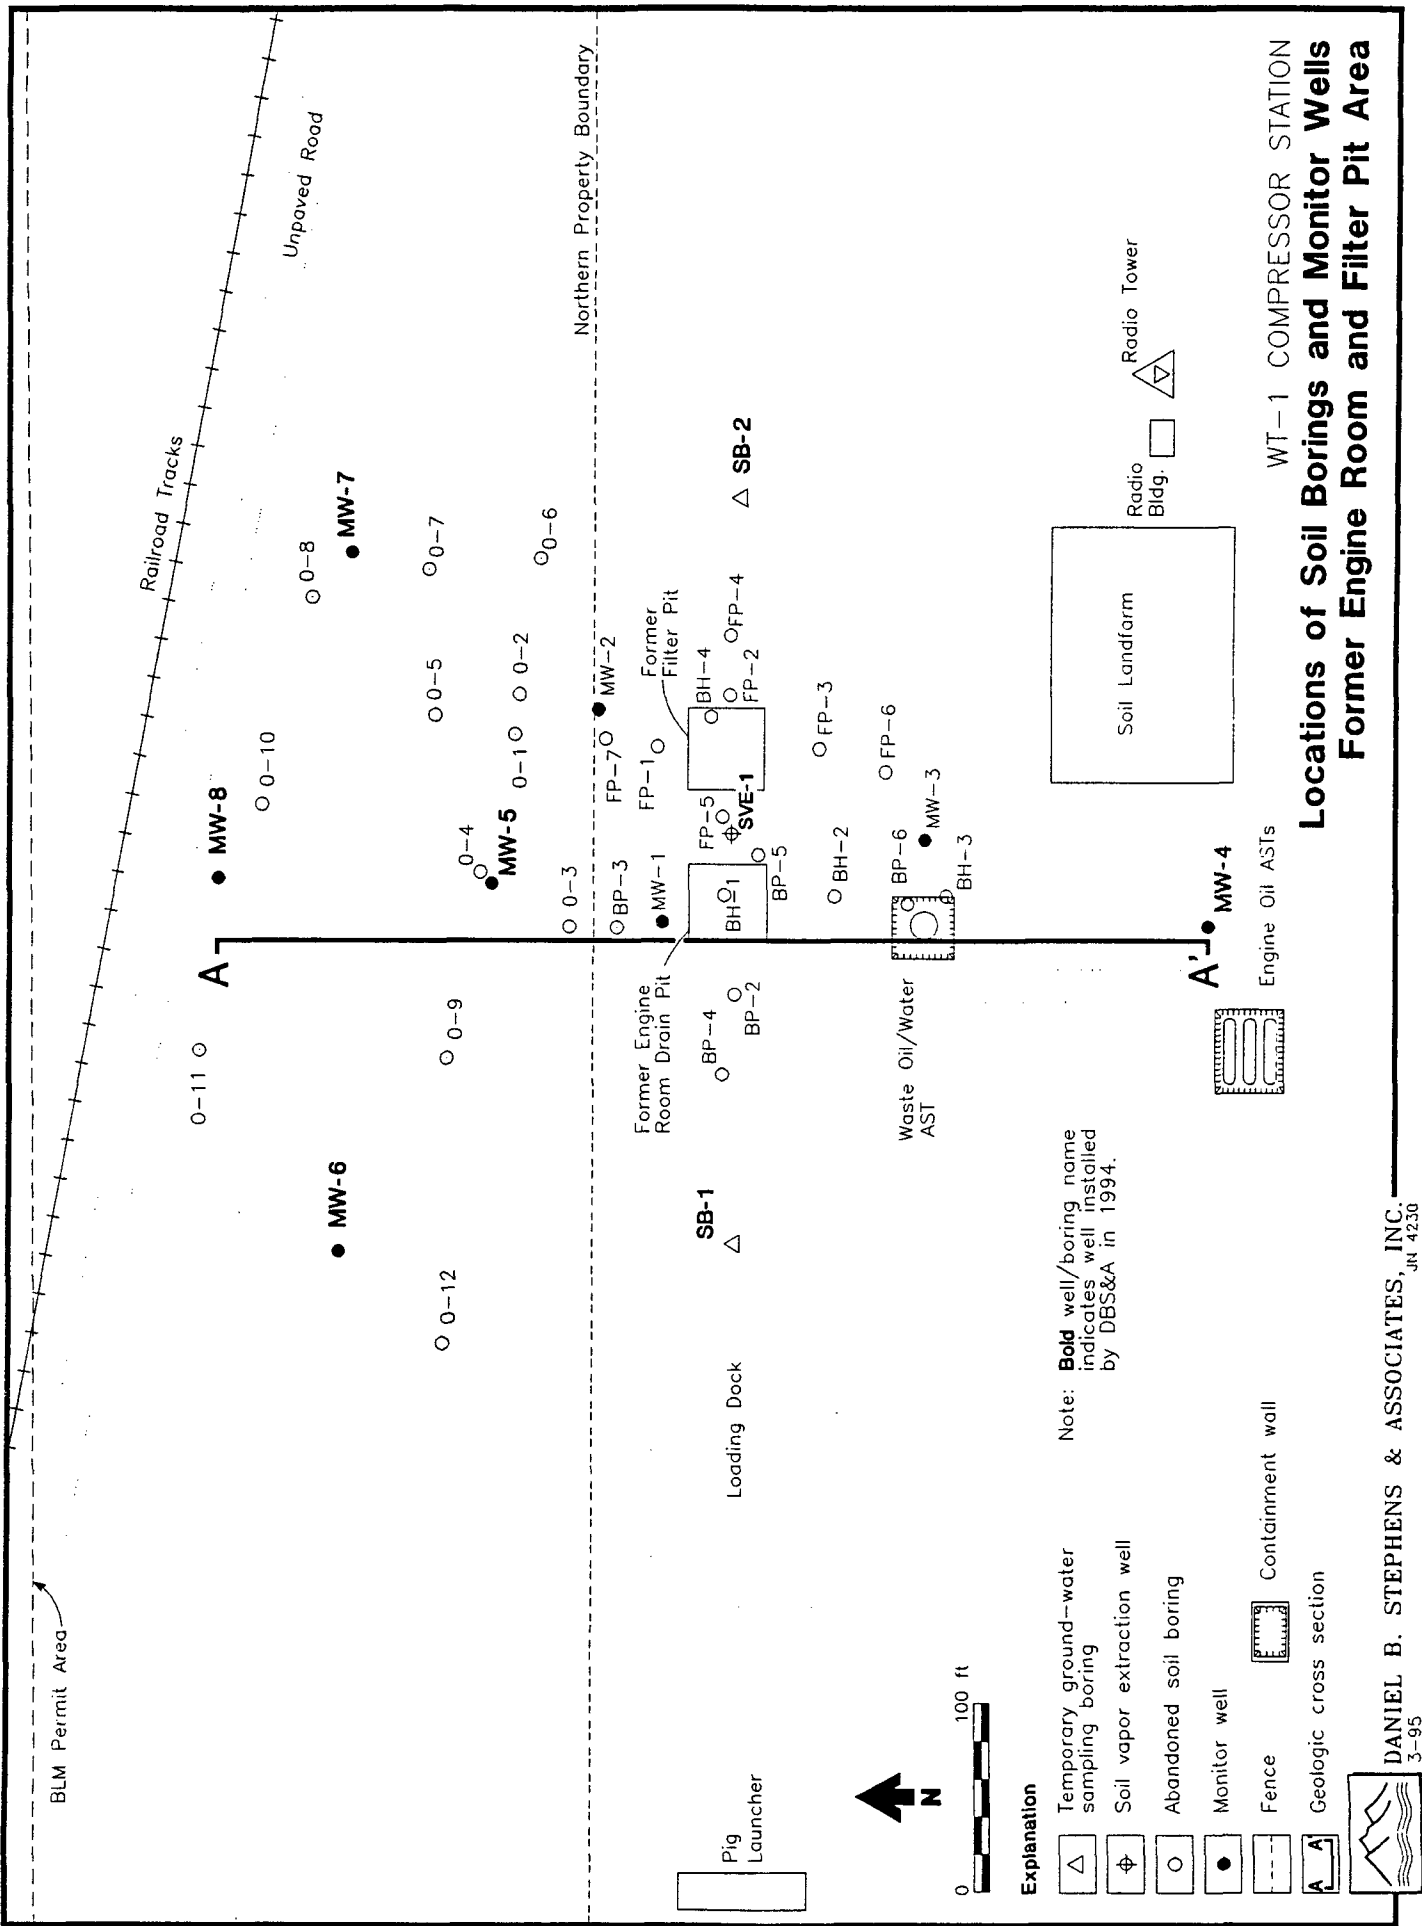 BLM Permit Area
Railroad Tracks
Unpaved Road
Northern Property Boundary
O-11
A
MW-8
O-10
O-8
MW-7
MW-6
O-12
O-9
O-4
MW-5
O-5
O-7
O-1
O-2
O-6
O-3
BP-3
MW-1
FP-7
FP-1
MW-2
Former Engine
Room Drain Pit
Former
Filter Pit
SB-1
BP-4
BP-2
BH-1
BP-5
FP-5
SVE-1
BH-4
FP-2
FP-4
SB-2
Pig
Launcher
Loading Dock
BH-2
FP-3
FP-6
Waste Oil/Water
AST
BP-6
MW-3
BH-3
Soil Landfarm
Radio
Bldg.
Radio Tower
A'
MW-4
Engine Oil ASTs
N
0
100 ft
Explanation
Temporary ground-water
sampling boring
Soil vapor extraction well
Abandoned soil boring
Monitor well
Fence
Containment wall
A A'
Geologic cross section
Note: Bold well/boring name
indicates well installed
by DBS&A in 1994.
WT-1 COMPRESSOR STATION
Locations of Soil Borings and Monitor Wells
Former Engine Room and Filter Pit Area
DANIEL B. STEPHENS & ASSOCIATES, INC.
3-95
JN 4230